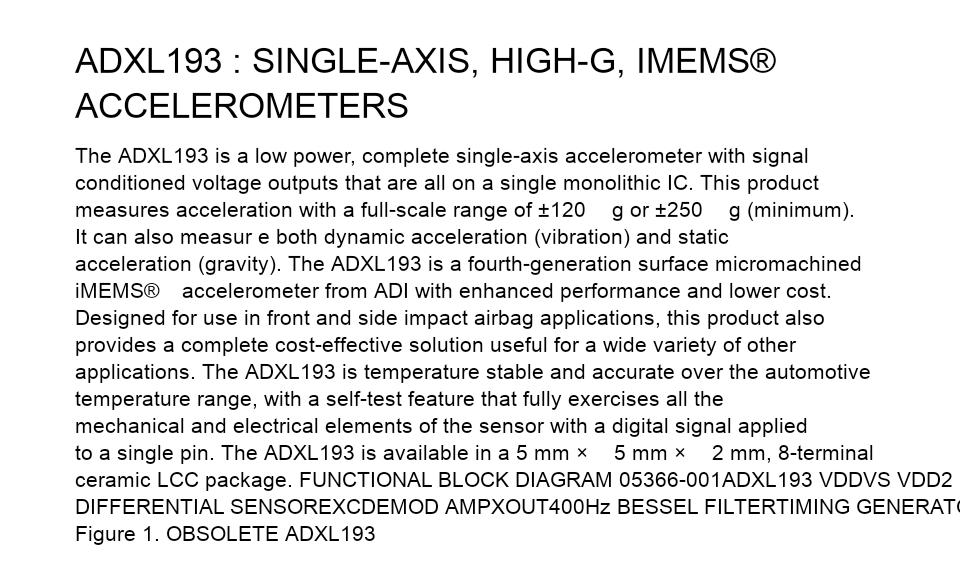 ADXL193 : SINGLE-AXIS, HIGH-G, IMEMS®
ACCELEROMETERS
The ADXL193 is a low power, complete single-axis accelerometer with signal
conditioned voltage outputs that are all on a single monolithic IC. This product
measures acceleration with a full-scale range of ±120 g or ±250 g (minimum).
It can also measur e both dynamic acceleration (vibration) and static
acceleration (gravity). The ADXL193 is a fourth-generation surface micromachined
iMEMS® accelerometer from ADI with enhanced performance and lower cost.
Designed for use in front and side impact airbag applications, this product also
provides a complete cost-effective solution useful for a wide variety of other
applications. The ADXL193 is temperature stable and accurate over the automotive
temperature range, with a self-test feature that fully exercises all the
mechanical and electrical elements of the sensor with a digital signal applied
to a single pin. The ADXL193 is available in a 5 mm × 5 mm × 2 mm, 8-terminal
ceramic LCC package. FUNCTIONAL BLOCK DIAGRAM 05366-001ADXL193 VDDVS VDD2
DIFFERENTIAL SENSOREXCDEMOD AMPXOUT400Hz BESSEL FILTERTIMING
Figure 1. OBSOLETE ADXL193